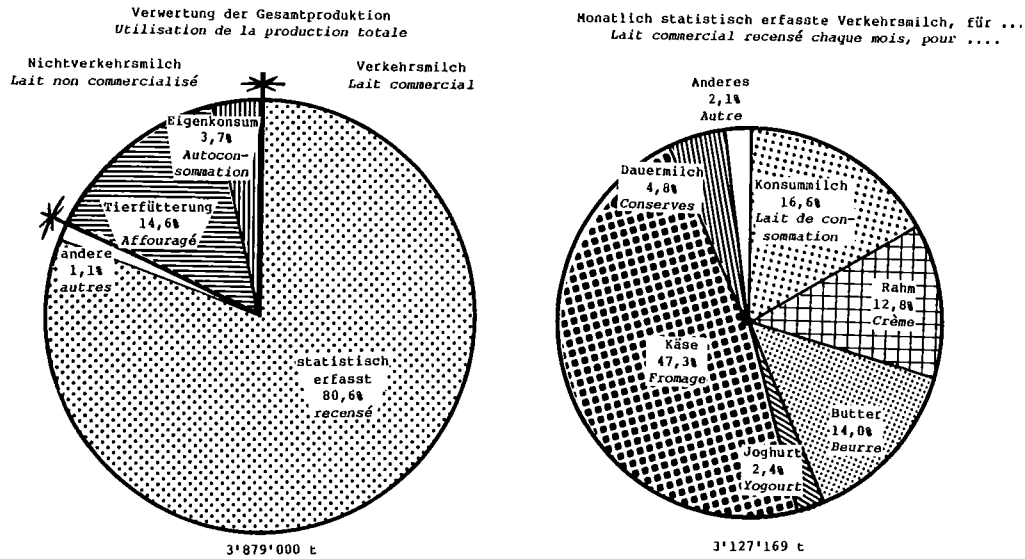 Verwertung der Gesamtproduktion
Utilisation de la production totale
Nichtverkehrsmilch
Lait non commercialisé
Verkehrsmilch
Lait commercial
Eigenkonsum
3,7%
Autocon-
sommation
Tierfütterung
14,6%
Affouragé
andere
1,1%
autres
statistisch
erfasst
80,6%
recensé
3'879'000 t
Monatlich statistisch erfasste Verkehrsmilch, für ...
Lait commercial recensé chaque mois, pour ....
Anderes
2,1%
Autre
Dauermilch
4,8%
Conserves
Konsummilch
16,6%
Lait de con-
sommation
Rahm
12,8%
Crème
Käse
47,3%
Fromage
Butter
14,0%
Beurre
Joghurt
2,4%
Yogourt
3'127'169 t